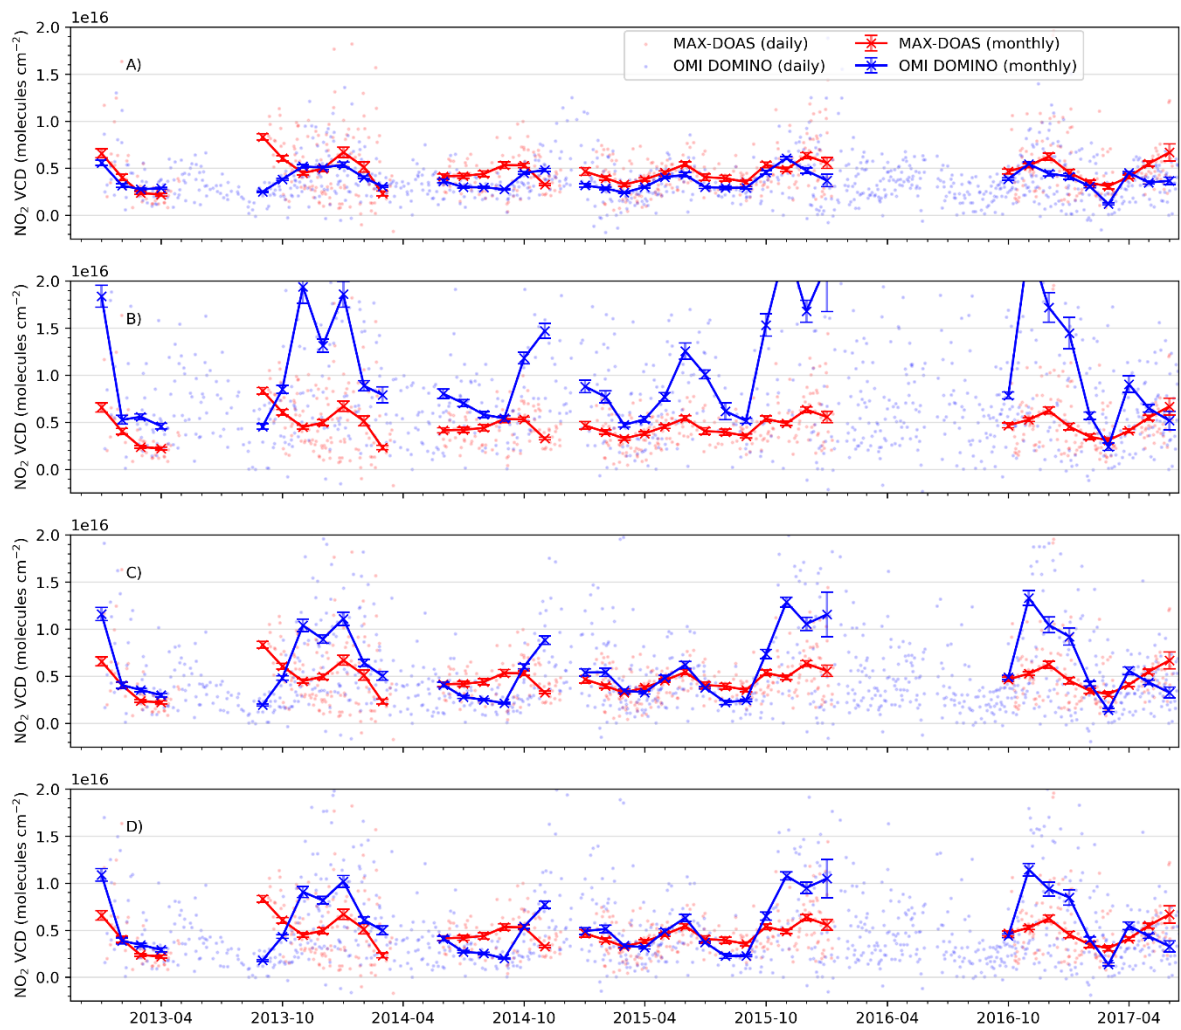 1e16
NO₂ VCD (molecules cm⁻²)
2.0
1.5
1.0
0.5
0.0
A)
MAX-DOAS (daily)
OMI DOMINO (daily)
MAX-DOAS (monthly)
OMI DOMINO (monthly)
1e16
NO₂ VCD (molecules cm⁻²)
2.0
1.5
1.0
0.5
0.0
B)
1e16
NO₂ VCD (molecules cm⁻²)
2.0
1.5
1.0
0.5
0.0
C)
1e16
NO₂ VCD (molecules cm⁻²)
2.0
1.5
1.0
0.5
0.0
D)
2013-04 2013-10 2014-04 2014-10 2015-04 2015-10 2016-04 2016-10 2017-04